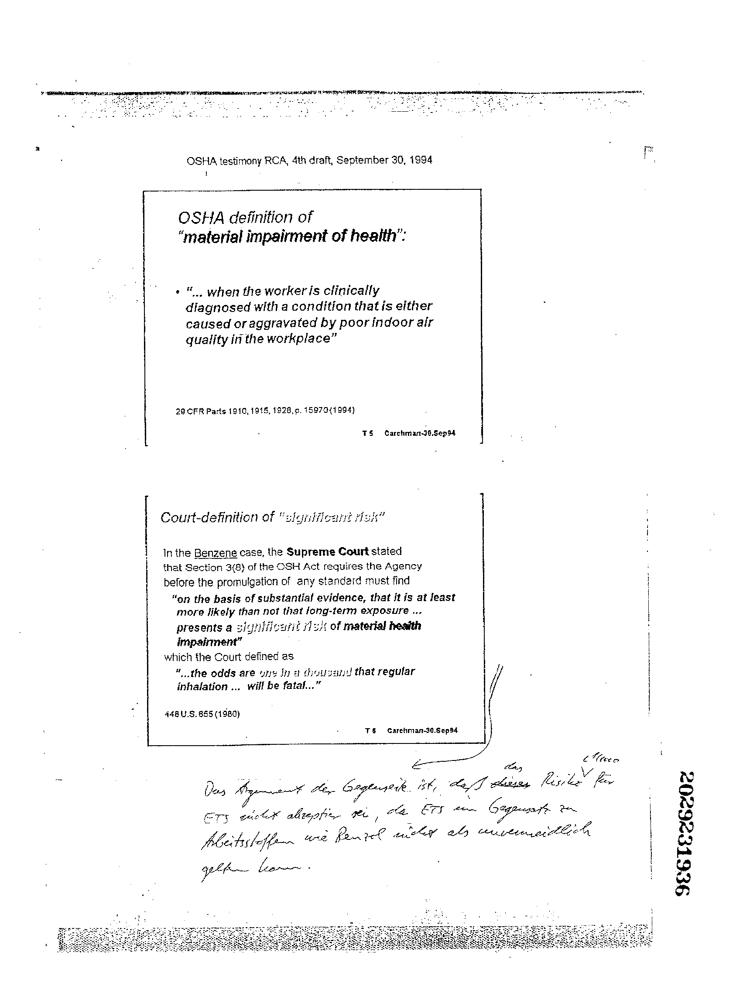 OSHA testimony RCA, 4th draft, September 30, 1994
OSHA definition of
"material impairment of health":
• "... when the worker is clinically
diagnosed with a condition that is either
caused or aggravated by poor indoor air
quality in the workplace"
29 CFR Parts 1910, 1915, 1926, p. 15970 (1994)
T 5 Carchman-30.Sep94
Court-definition of "significant risk"
In the Benzene case, the Supreme Court stated
that Section 3(8) of the OSH Act requires the Agency
before the promulgation of any standard must find
"on the basis of substantial evidence, that it is at least
more likely than not that long-term exposure ...
presents a significant risk of material health
impairment"
which the Court defined as
"...the odds are one in a thousand that regular
inhalation ... will be fatal..."
448 U.S. 655 (1980)
T 6 Carchman-30.Sep94
das
Das Argument der Gegenseite ist, daß dieses Risiko für
ETS nicht akzeptier sei, da ETS im Gegensatz zu
Arbeitsstoffen wie Benzol nicht als unvermeidlich
gelten kann.
2029231936